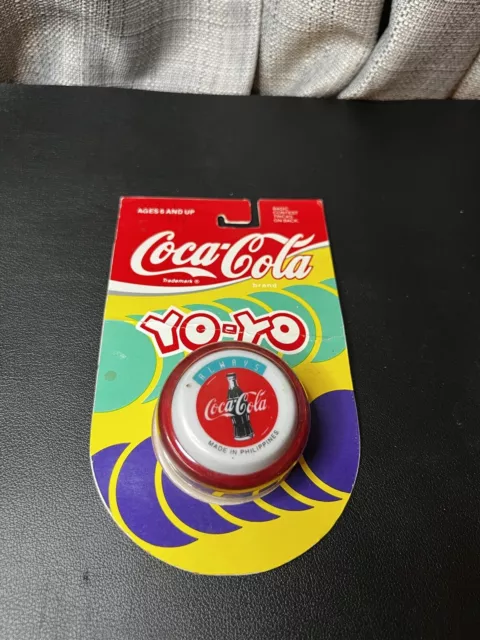 AGES 6 AND UP
BASIC
CONTEST
TRICKS
ON BACK
Coca-Cola
Trademark ®
brand
YO-YO
ALWAYS
Coca-Cola
MADE IN PHILIPPINES